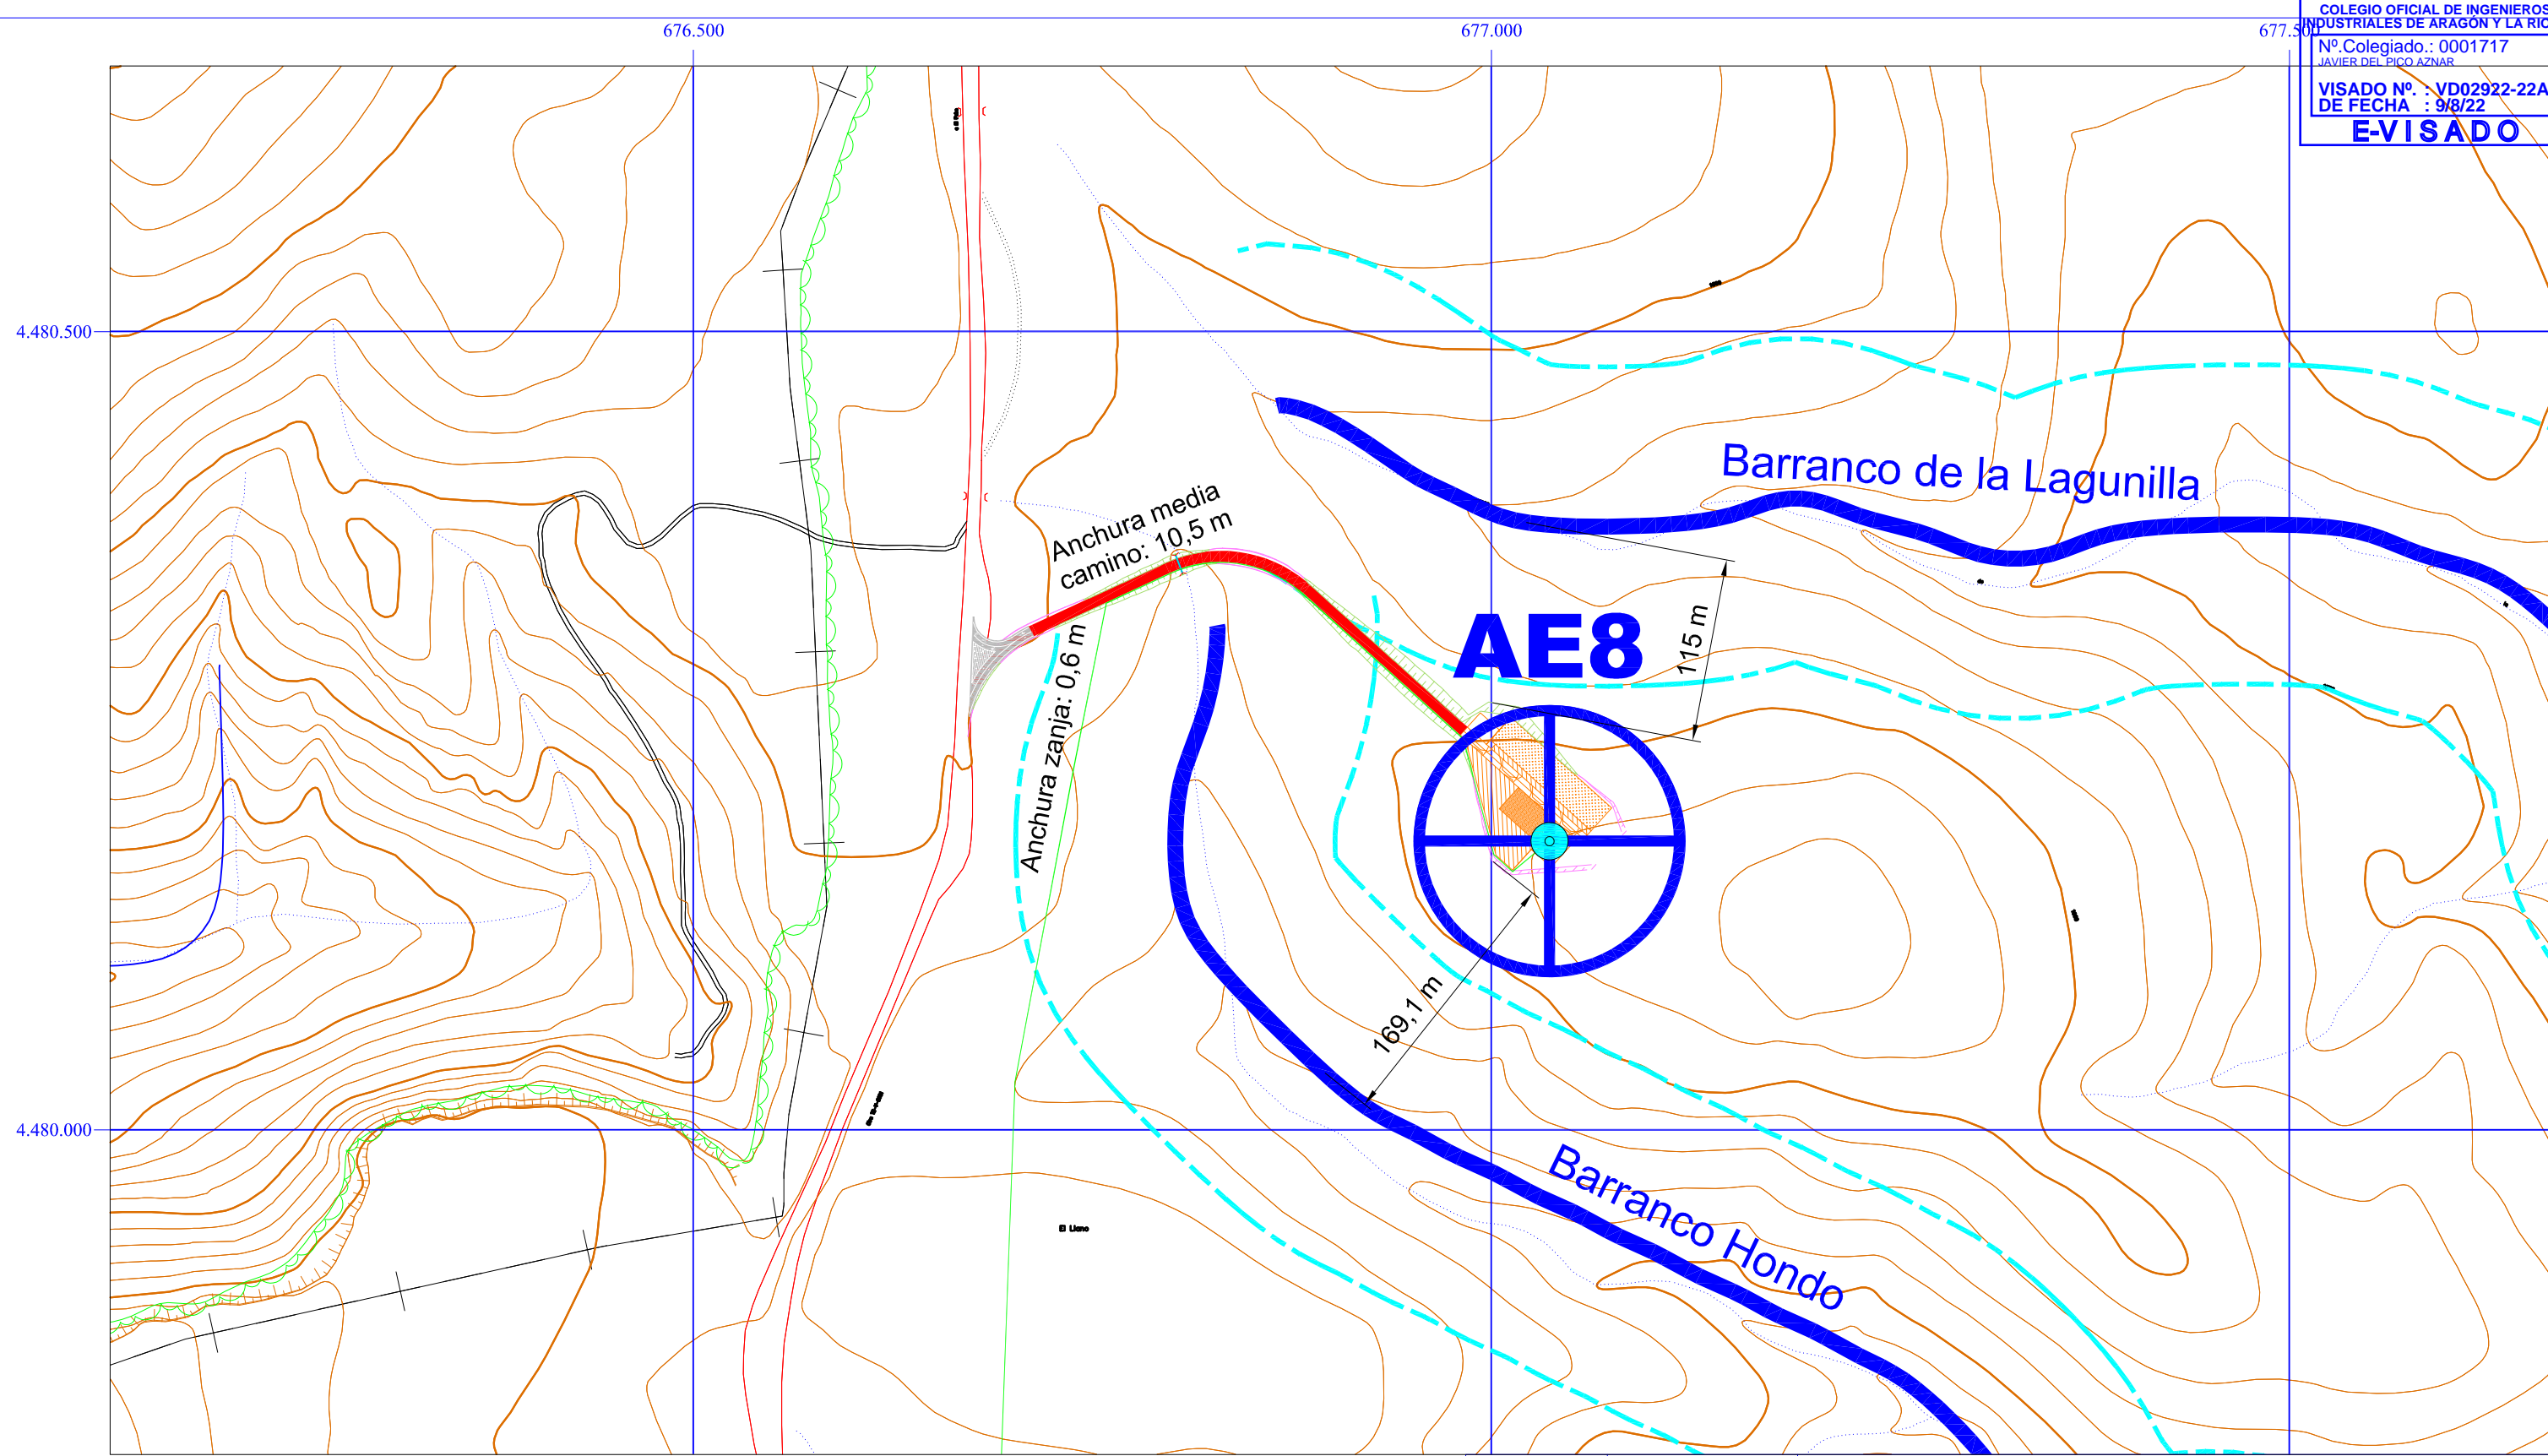 COLEGIO OFICIAL DE INGENIEROS
INDUSTRIALES DE ARAGÓN Y LA RIO
676.500
677.000
677.500
Nº.Colegiado.: 0001717
JAVIER DEL PICO AZNAR
VISADO Nº. : VD02922-22A
DE FECHA : 9/8/22
E-VISADO
4.480.500
Barranco de la Lagunilla
Anchura media
camino: 10,5 m
AE8
115 m
Anchura zanja: 0,6 m
169,1 m
4.480.000
Barranco Hondo
El Llano